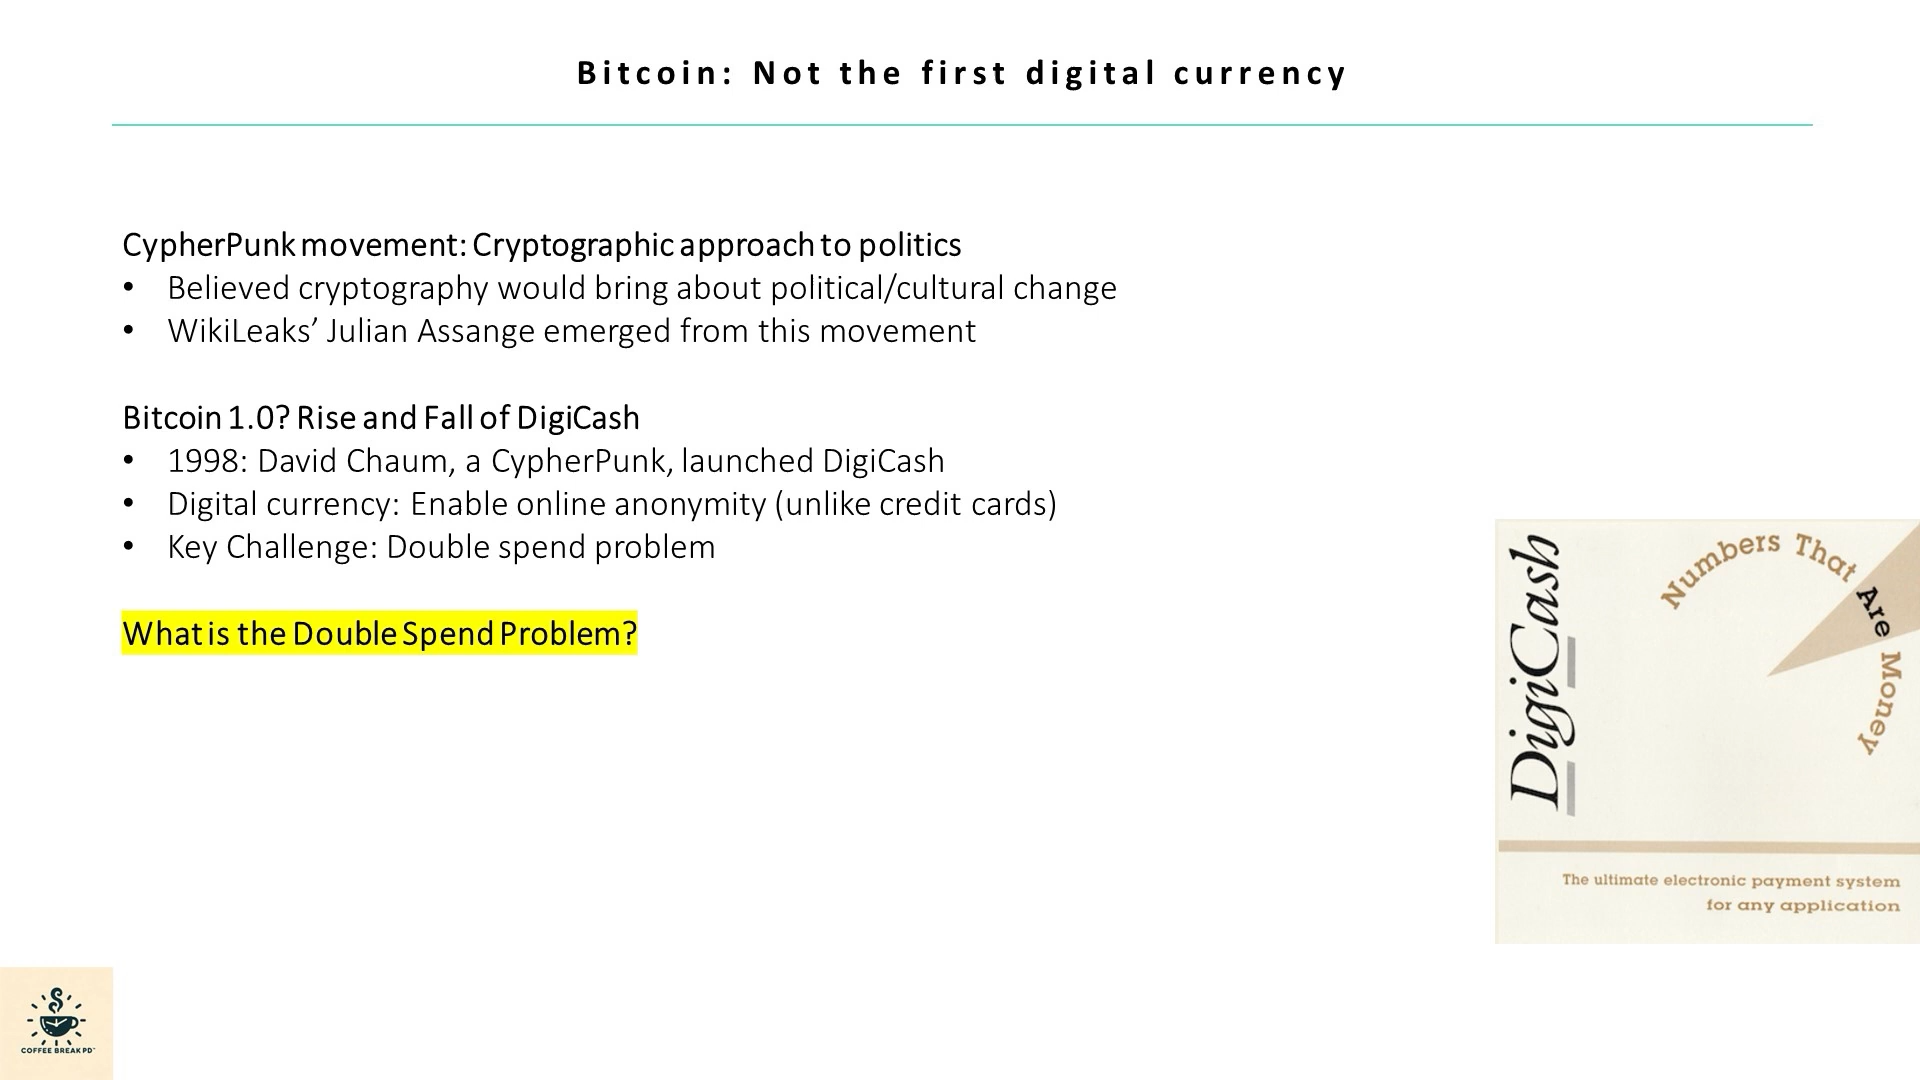 Bitcoin: Not the first digital currency
CypherPunk movement: Cryptographic approach to politics
• Believed cryptography would bring about political/cultural change
• WikiLeaks’ Julian Assange emerged from this movement
Bitcoin 1.0? Rise and Fall of DigiCash
• 1998: David Chaum, a CypherPunk, launched DigiCash
• Digital currency: Enable online anonymity (unlike credit cards)
• Key Challenge: Double spend problem
What is the Double Spend Problem?
DigiCash
Numbers That Are Money
The ultimate electronic payment system
for any application
COFFEE BREAK PD™